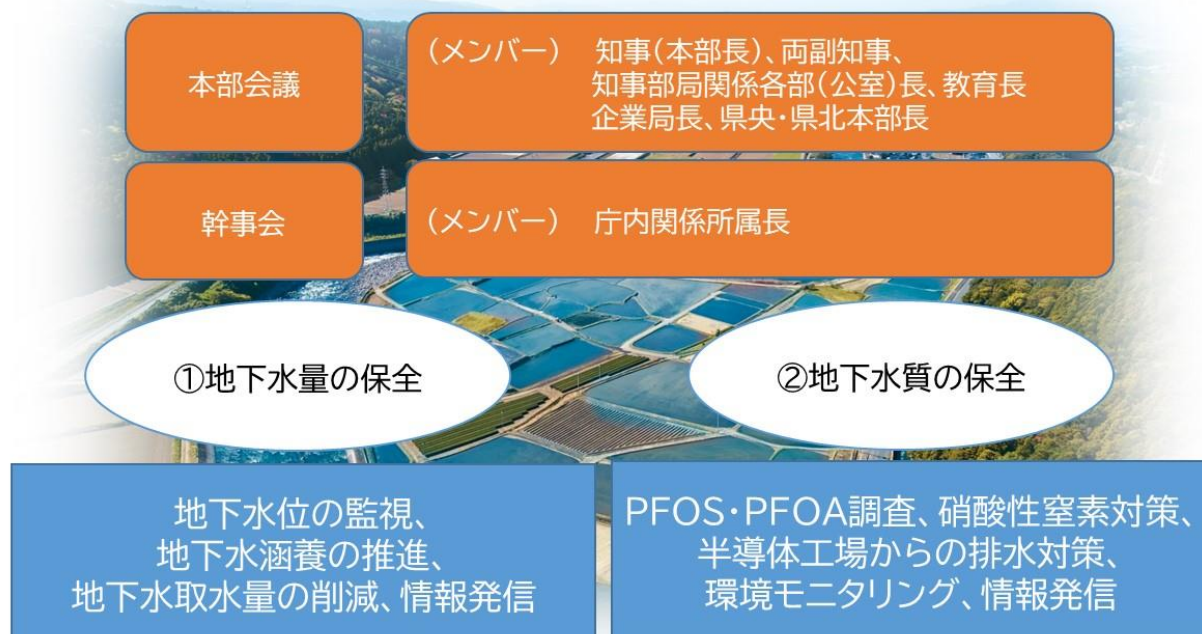 本部会議
(メンバー) 知事(本部長)、両副知事、
知事部局関係各部(公室)長、教育長
企業局長、県央・県北本部長
幹事会
(メンバー) 庁内関係所属長
①地下水量の保全
②地下水質の保全
地下水位の監視、
地下水涵養の推進、
地下水取水量の削減、情報発信
PFOS・PFOA調査、硝酸性窒素対策、
半導体工場からの排水対策、
環境モニタリング、情報発信